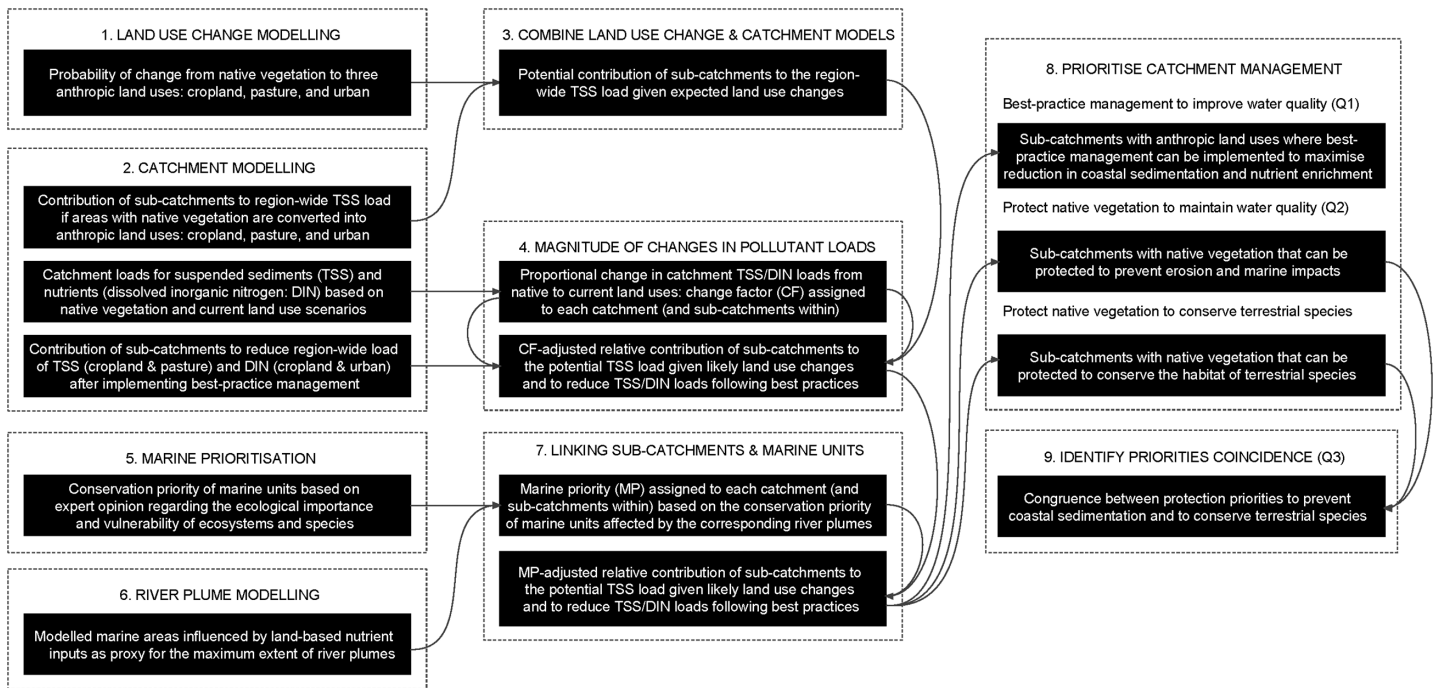 1. LAND USE CHANGE MODELLING
Probability of change from native vegetation to three
anthropic land uses: cropland, pasture, and urban
2. CATCHMENT MODELLING
Contribution of sub-catchments to region-wide TSS load
if areas with native vegetation are converted into
anthropic land uses: cropland, pasture, and urban
Catchment loads for suspended sediments (TSS) and
nutrients (dissolved inorganic nitrogen: DIN) based on
native vegetation and current land use scenarios
Contribution of sub-catchments to reduce region-wide load
of TSS (cropland & pasture) and DIN (cropland & urban)
after implementing best-practice management
3. COMBINE LAND USE CHANGE & CATCHMENT MODELS
Potential contribution of sub-catchments to the region-
wide TSS load given expected land use changes
4. MAGNITUDE OF CHANGES IN POLLUTANT LOADS
Proportional change in catchment TSS/DIN loads from
native to current land uses: change factor (CF) assigned
to each catchment (and sub-catchments within)
CF-adjusted relative contribution of sub-catchments to
the potential TSS load given likely land use changes
and to reduce TSS/DIN loads following best practices
5. MARINE PRIORITISATION
Conservation priority of marine units based on
expert opinion regarding the ecological importance
and vulnerability of ecosystems and species
6. RIVER PLUME MODELLING
Modelled marine areas influenced by land-based nutrient
inputs as proxy for the maximum extent of river plumes
7. LINKING SUB-CATCHMENTS & MARINE UNITS
Marine priority (MP) assigned to each catchment (and
sub-catchments within) based on the conservation priority
of marine units affected by the corresponding river plumes
MP-adjusted relative contribution of sub-catchments to
the potential TSS load given likely land use changes
and to reduce TSS/DIN loads following best practices
8. PRIORITISE CATCHMENT MANAGEMENT
Best-practice management to improve water quality (Q1)
Sub-catchments with anthropic land uses where best-
practice management can be implemented to maximise
reduction in coastal sedimentation and nutrient enrichment
Protect native vegetation to maintain water quality (Q2)
Sub-catchments with native vegetation that can be
protected to prevent erosion and marine impacts
Protect native vegetation to conserve terrestrial species
Sub-catchments with native vegetation that can be
protected to conserve the habitat of terrestrial species
9. IDENTIFY PRIORITIES COINCIDENCE (Q3)
Congruence between protection priorities to prevent
coastal sedimentation and to conserve terrestrial species